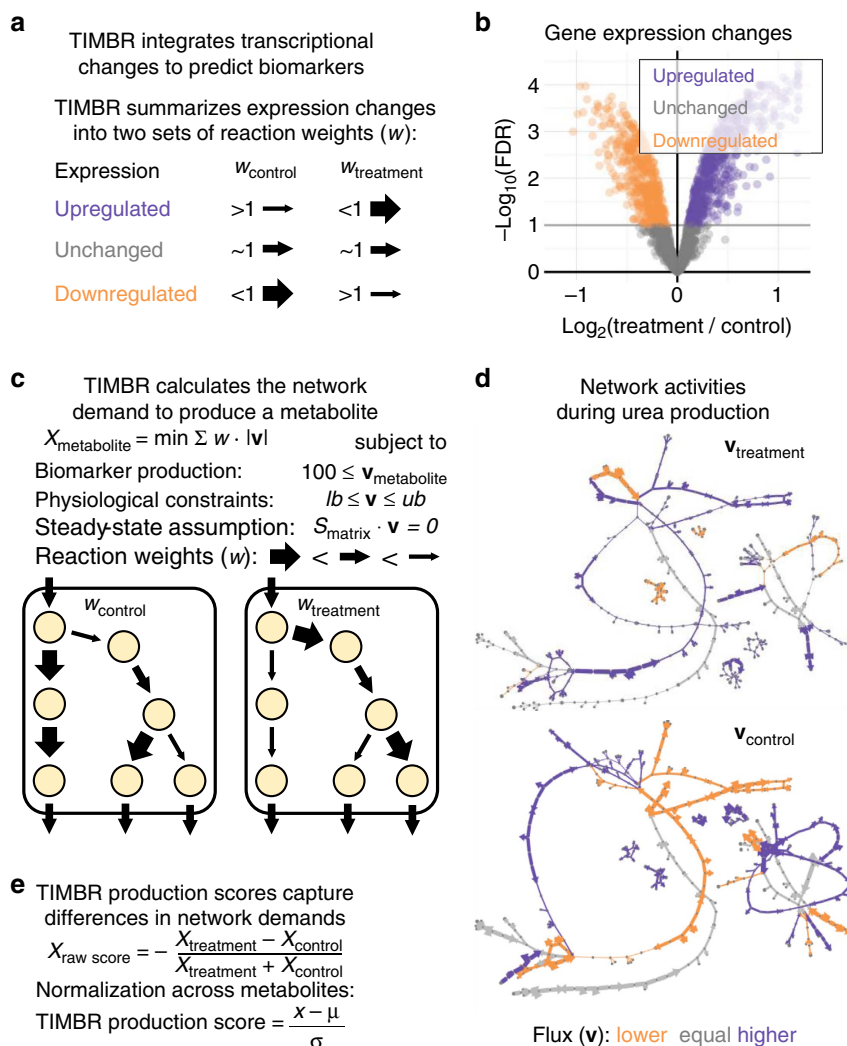 a
TIMBR integrates transcriptional
changes to predict biomarkers
TIMBR summarizes expression changes
into two sets of reaction weights (w):
Expression w_control w_treatment
Upregulated >1 <1
Unchanged ~1 ~1
Downregulated <1 >1
b
Gene expression changes
Upregulated
Unchanged
Downregulated
4
3
2
1
0
−Log₁₀(FDR)
−1 0 1
Log₂(treatment / control)
c
TIMBR calculates the network
demand to produce a metabolite
X_metabolite = min Σ w · |v| subject to
Biomarker production: 100 ≤ v_metabolite
Physiological constraints: lb ≤ v ≤ ub
Steady-state assumption: S_matrix · v = 0
Reaction weights (w): < <
w_control
w_treatment
d
Network activities
during urea production
v_treatment
v_control
Flux (v): lower equal higher
e
TIMBR production scores capture
differences in network demands
X_raw score = − (X_treatment − X_control) / (X_treatment + X_control)
Normalization across metabolites:
TIMBR production score = (x − μ) / σ